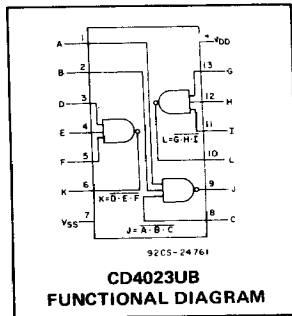 A 1
B 2
D 3
E 4
F 5
K 6
VSS 7
K=D·E·F
J=A·B·C
L=G·H·I
VDD
13 G
12 H
11 I
10 L
9 J
8 C
92CS-24761
CD4023UB
FUNCTIONAL DIAGRAM